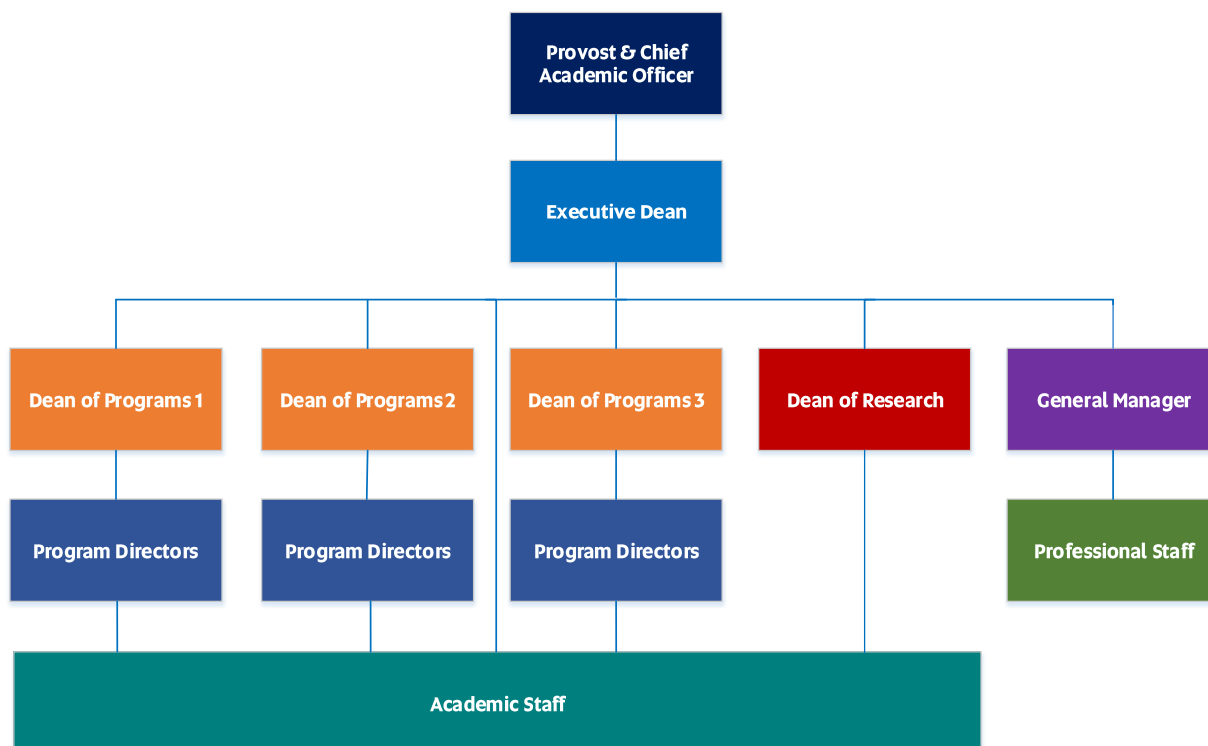 Provost & Chief
Academic Officer
Executive Dean
Dean of Programs 1
Dean of Programs 2
Dean of Programs 3
Dean of Research
General Manager
Program Directors
Program Directors
Program Directors
Professional Staff
Academic Staff